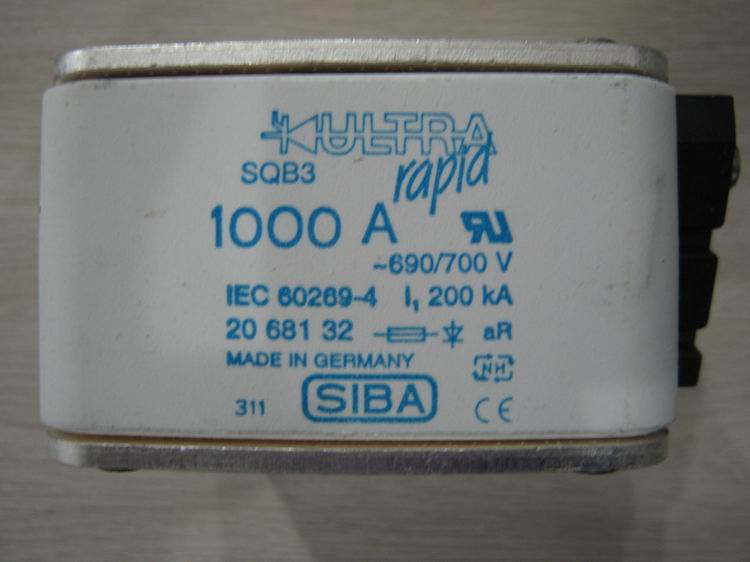 ULTRA
rapid
SQB3
1000 A
~690/700 V
IEC 60269-4 I₁ 200 kA
20 681 32 aR
MADE IN GERMANY
NH
311 SIBA CE